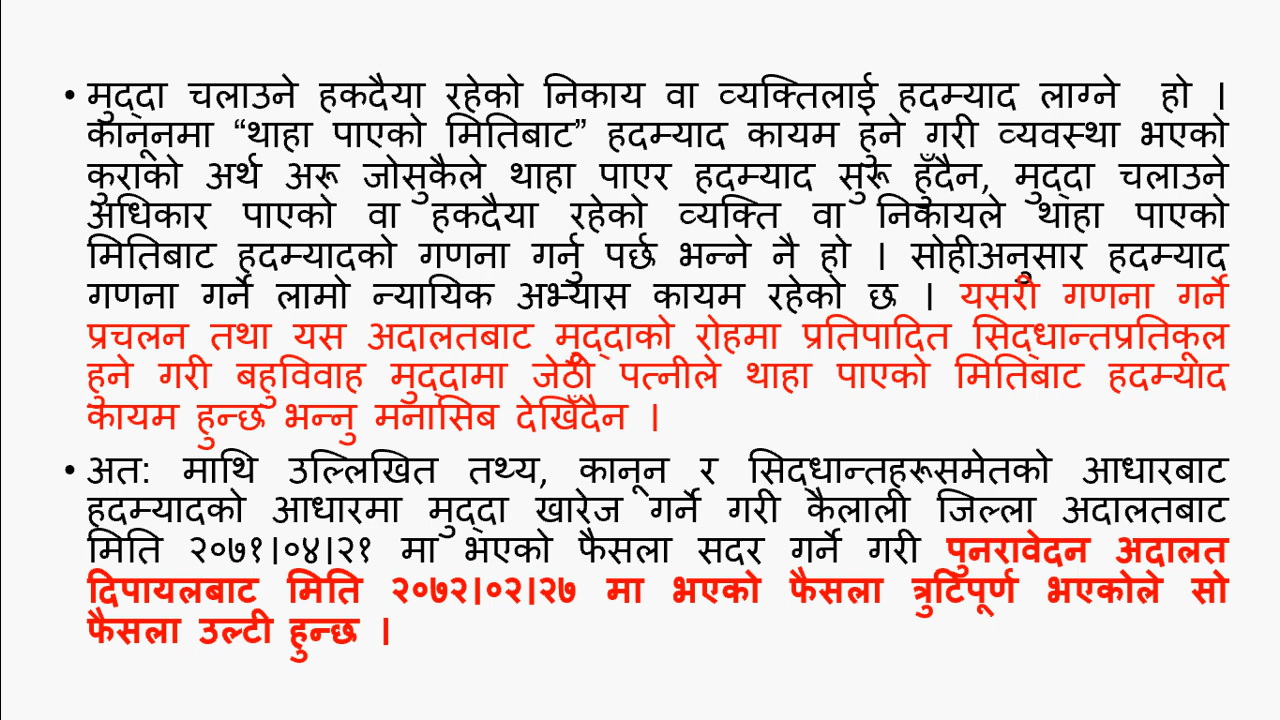 • मुद्दा चलाउने हकदैया रहेको निकाय वा व्यक्तिलाई हदम्याद लाग्ने हो ।
कानूनमा “थाहा पाएको मितिबाट” हदम्याद कायम हुने गरी व्यवस्था भएको
कुराको अर्थ अरू जोसुकैले थाहा पाएर हदम्याद सुरू हुँदैन, मुद्दा चलाउने
अधिकार पाएको वा हकदैया रहेको व्यक्ति वा निकायले थाहा पाएको
मितिबाट हदम्यादको गणना गर्नु पर्छ भन्ने नै हो । सोहीअनुसार हदम्याद
गणना गर्ने लामो न्यायिक अभ्यास कायम रहेको छ । यसरी गणना गर्ने
प्रचलन तथा यस अदालतबाट मुद्दाको रोहमा प्रतिपादित सिद्धान्तप्रतिकूल
हुने गरी बहुविवाह मुद्दामा जेठी पत्नीले थाहा पाएको मितिबाट हदम्याद
कायम हुन्छ भन्नु मनासिब देखिँदैन ।
• अत: माथि उल्लिखित तथ्य, कानून र सिद्धान्तहरूसमेतको आधारबाट
हदम्यादको आधारमा मुद्दा खारेज गर्ने गरी कैलाली जिल्ला अदालतबाट
मिति २०७१।०४।२१ मा भएको फैसला सदर गर्ने गरी पुनरावेदन अदालत
दिपायलबाट मिति २०७२।०२।२७ मा भएको फैसला त्रुटिपूर्ण भएकोले सो
फैसला उल्टी हुन्छ ।